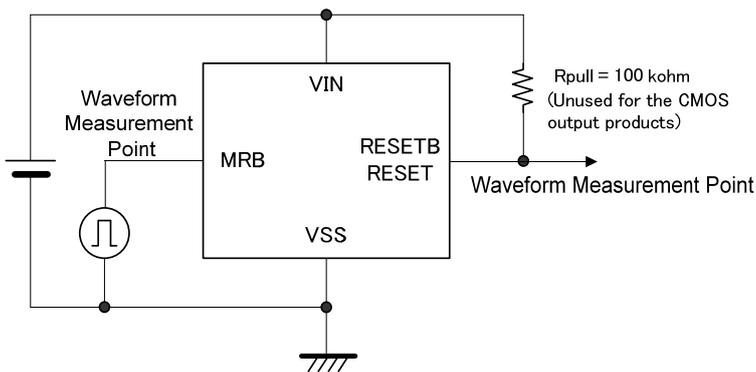 VIN
Rpull = 100 kohm
(Unused for the CMOS
output products)
Waveform
Measurement
Point
MRB
RESETB
RESET
Waveform Measurement Point
VSS